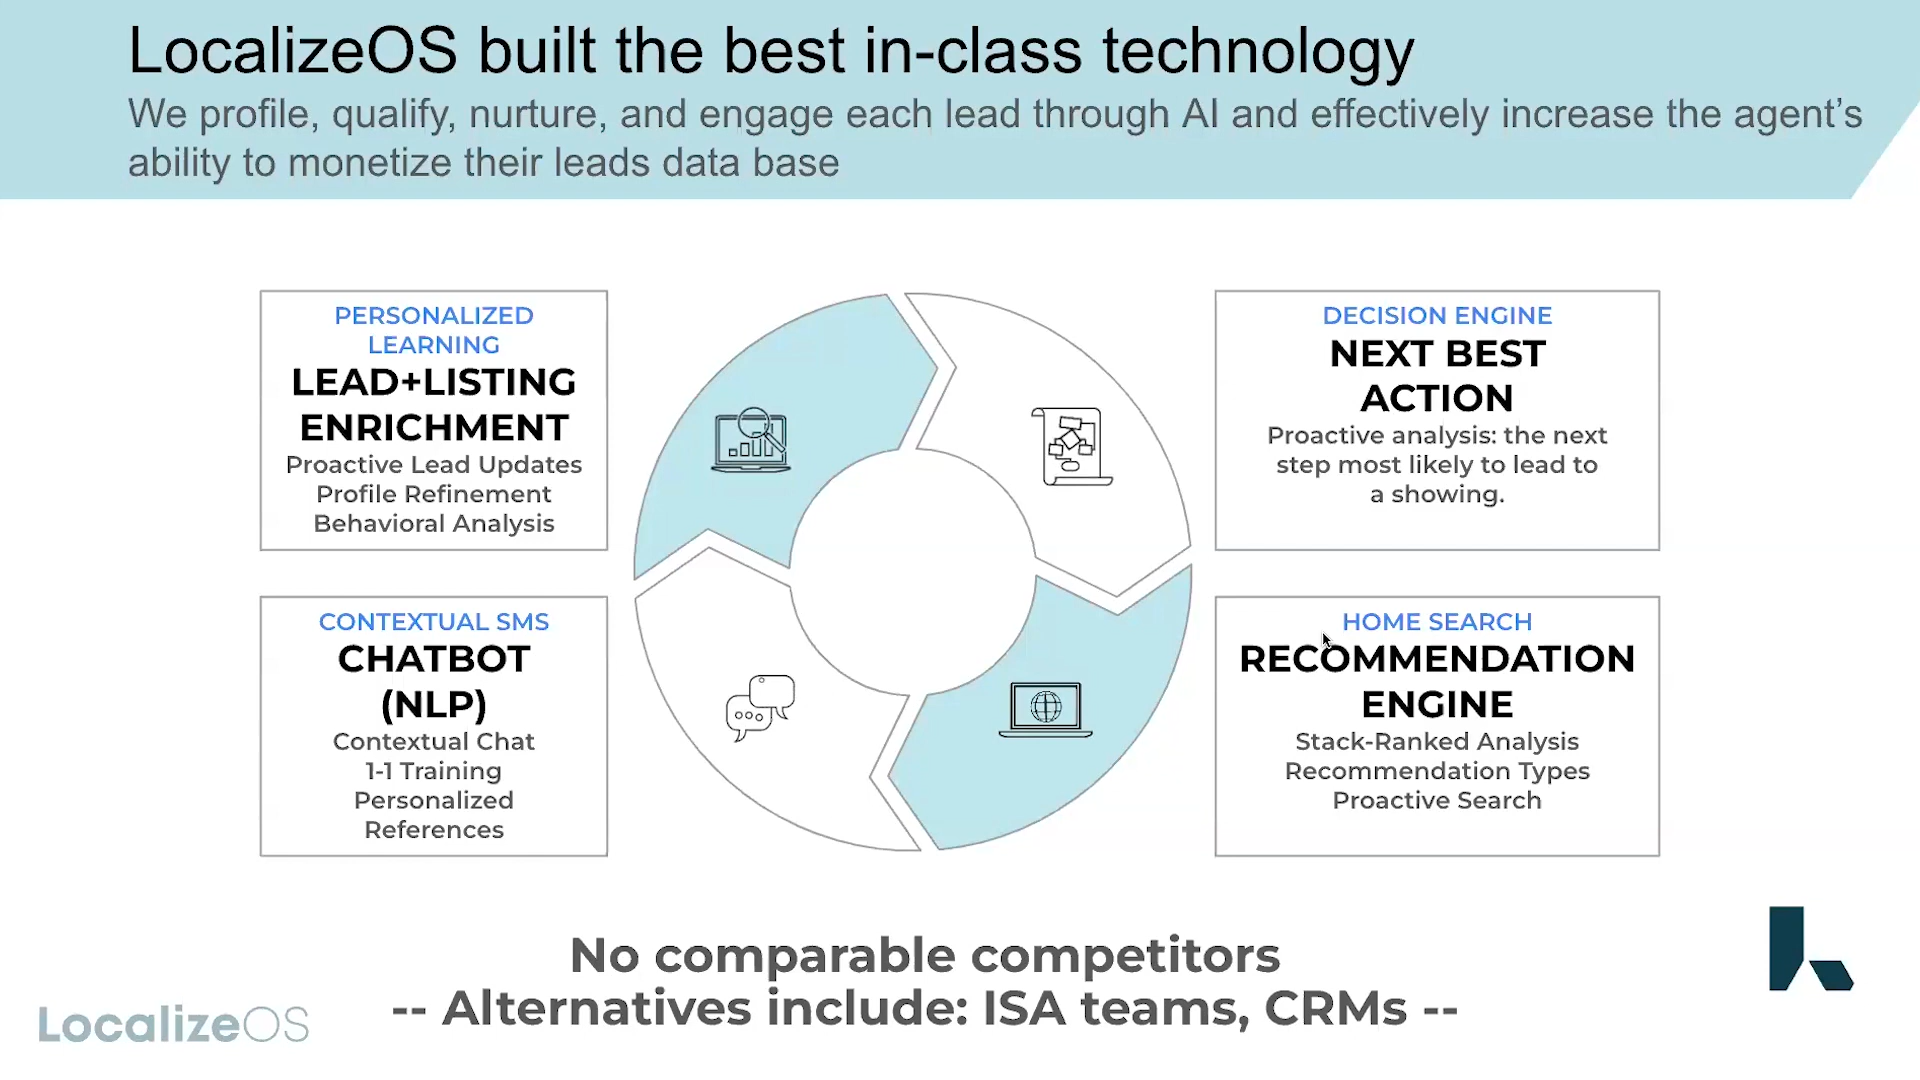 LocalizeOS built the best in-class technology
We profile, qualify, nurture, and engage each lead through AI and effectively increase the agent's
ability to monetize their leads data base
PERSONALIZED
LEARNING
LEAD+LISTING
ENRICHMENT
Proactive Lead Updates
Profile Refinement
Behavioral Analysis
DECISION ENGINE
NEXT BEST
ACTION
Proactive analysis: the next
step most likely to lead to
a showing.
CONTEXTUAL SMS
CHATBOT
(NLP)
Contextual Chat
1-1 Training
Personalized
References
HOME SEARCH
RECOMMENDATION
ENGINE
Stack-Ranked Analysis
Recommendation Types
Proactive Search
No comparable competitors
-- Alternatives include: ISA teams, CRMs --
LocalizeOS